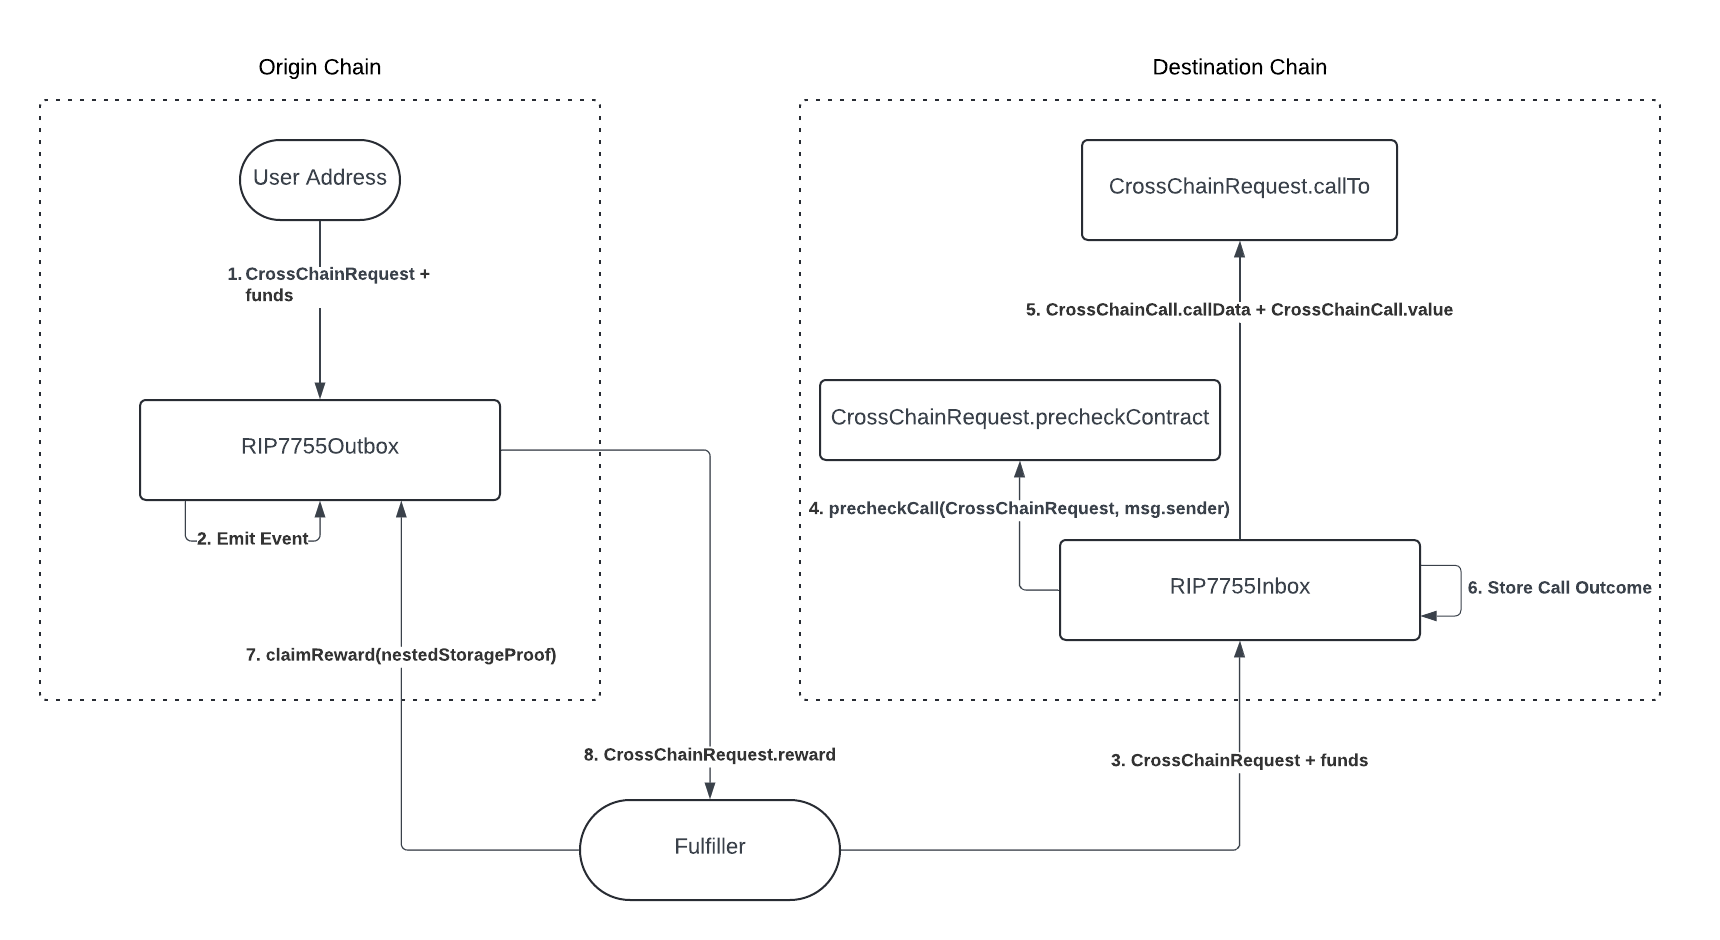 Origin Chain
Destination Chain
User Address
CrossChainRequest.callTo
1. CrossChainRequest +
funds
5. CrossChainCall.callData + CrossChainCall.value
CrossChainRequest.precheckContract
RIP7755Outbox
4. precheckCall(CrossChainRequest, msg.sender)
2. Emit Event
RIP7755Inbox
6. Store Call Outcome
7. claimReward(nestedStorageProof)
8. CrossChainRequest.reward
3. CrossChainRequest + funds
Fulfiller